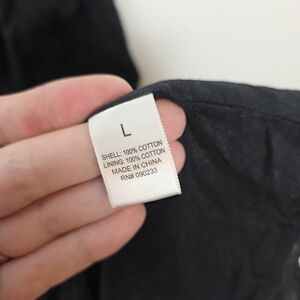 L
SHELL: 100% COTTON
LINING: 100% COTTON
MADE IN CHINA
RN# 090233